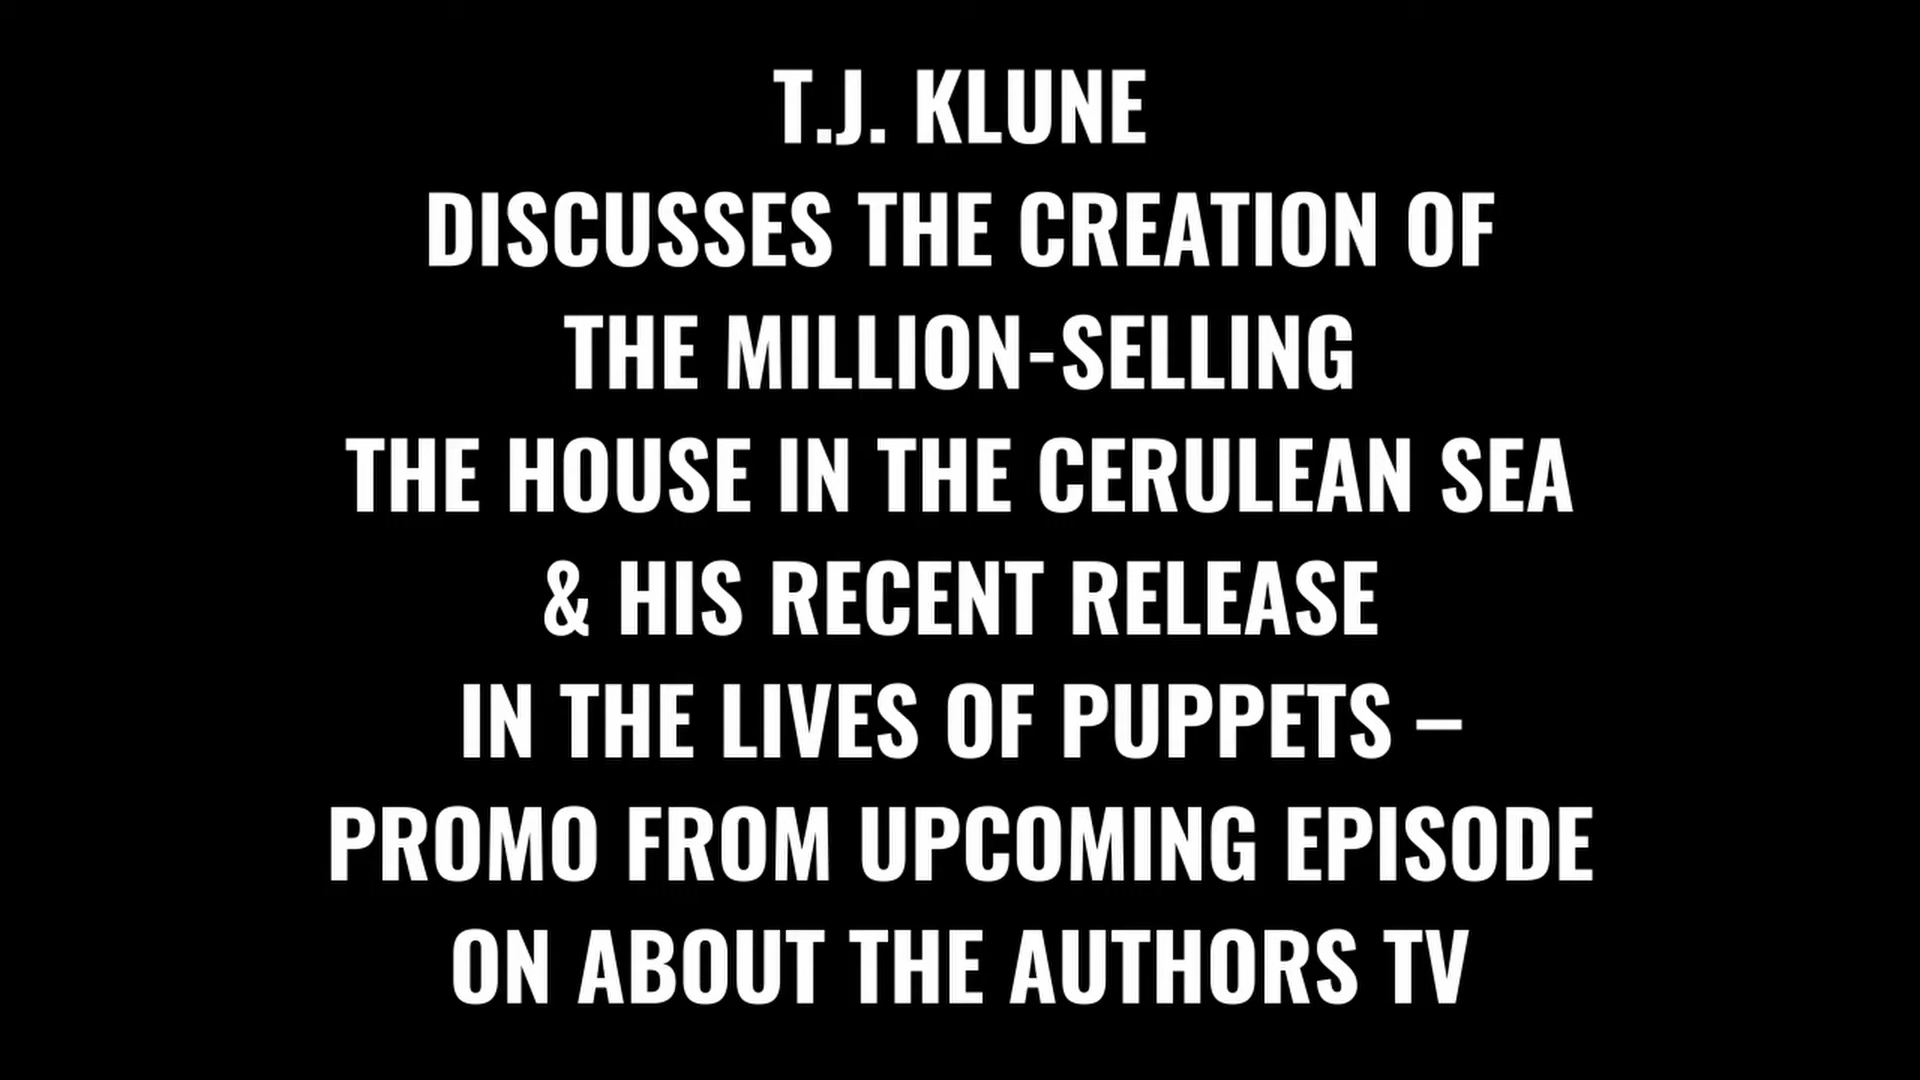 T.J. KLUNE
DISCUSSES THE CREATION OF
THE MILLION-SELLING
THE HOUSE IN THE CERULEAN SEA
& HIS RECENT RELEASE
IN THE LIVES OF PUPPETS –
PROMO FROM UPCOMING EPISODE
ON ABOUT THE AUTHORS TV